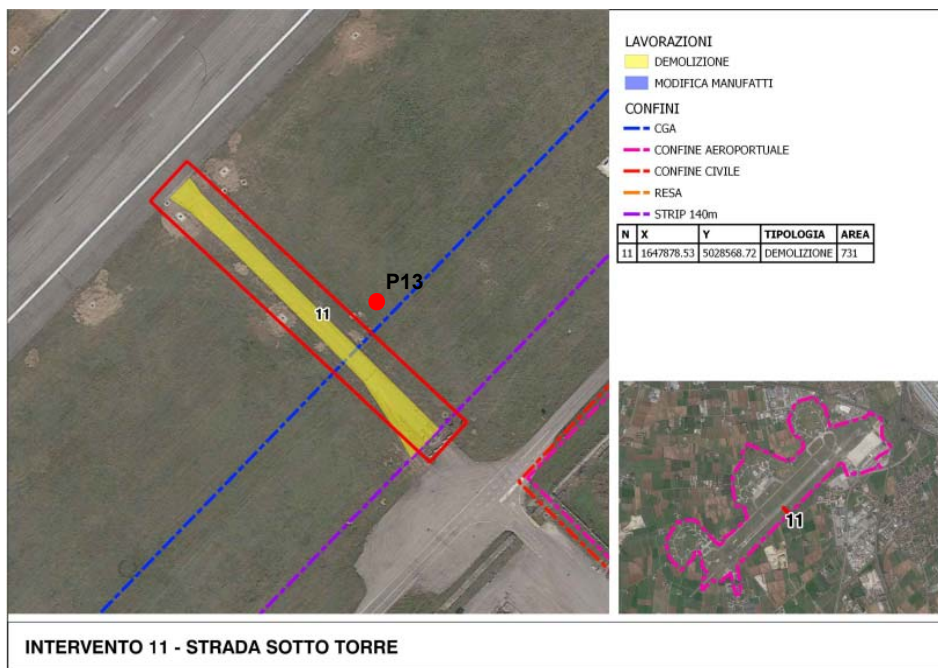 LAVORAZIONI
DEMOLIZIONE
MODIFICA MANUFATTI
CONFINI
CGA
CONFINE AEROPORTUALE
CONFINE CIVILE
RESA
STRIP 140m
N X Y TIPOLOGIA AREA
11 1647878.53 5028568.72 DEMOLIZIONE 731
P13
11
11
INTERVENTO 11 - STRADA SOTTO TORRE